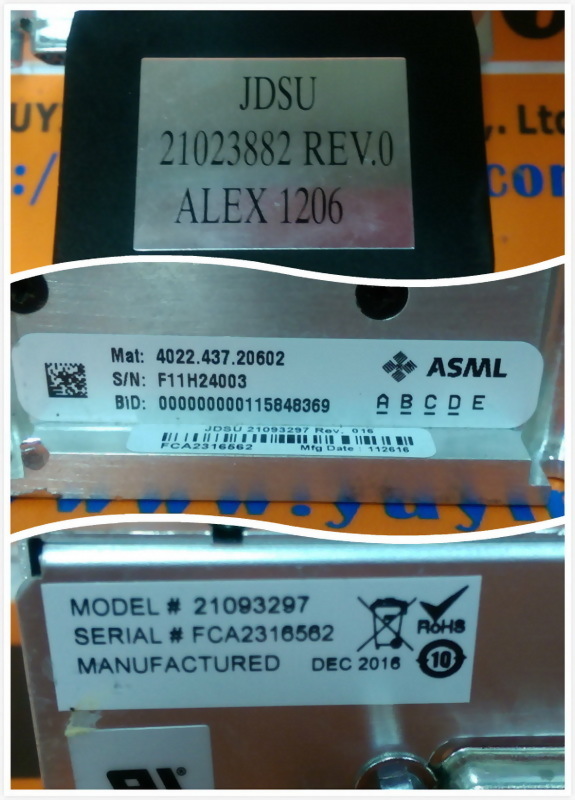 JDSU
21023882 REV.0
ALEX 1206
Mat: 4022.437.20602
S/N: F11H24003
BiD: 000000000115848369
ASML
A B C D E
JDSU 21093297 Rev. 016
FCA2316562
Mfg Date: 112616
MODEL # 21093297
SERIAL # FCA2316562
MANUFACTURED DEC 2016
RoHS
10